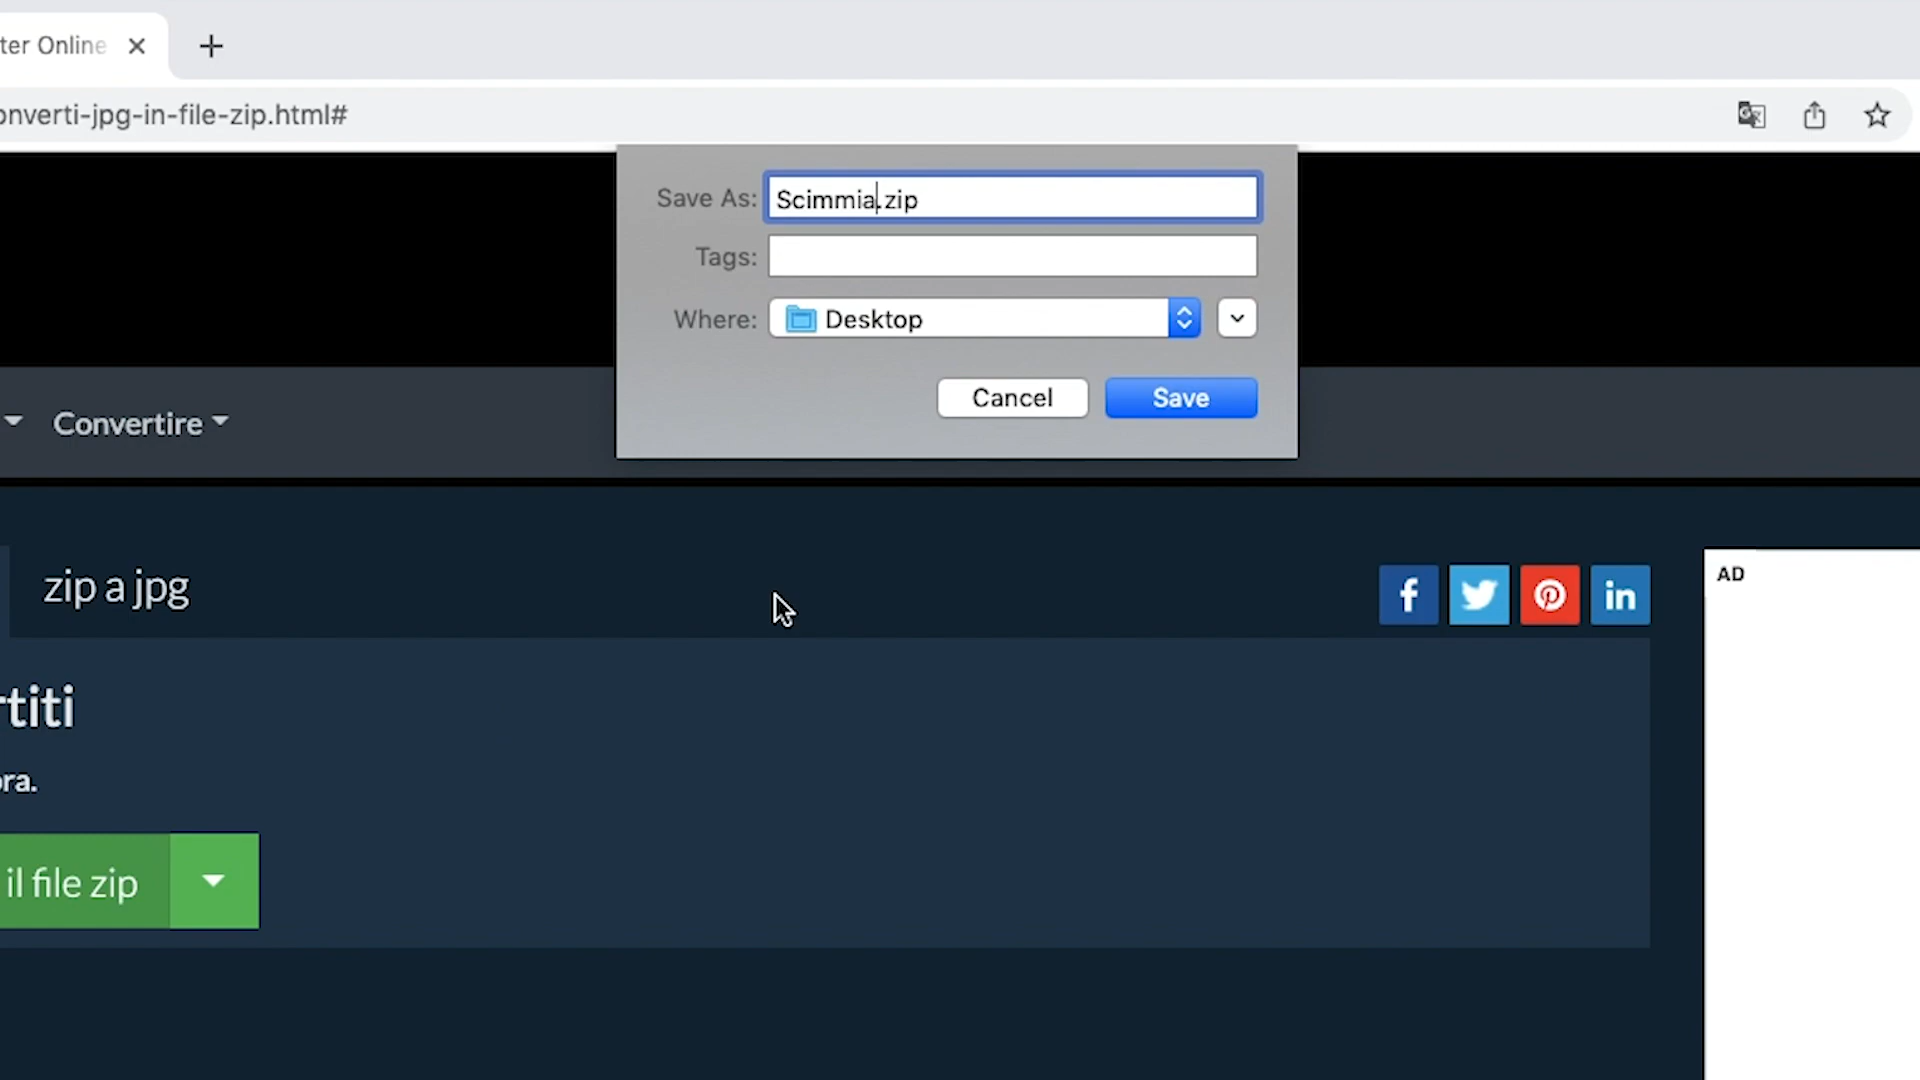 ter Online
onverti-jpg-in-file-zip.html#
Save As: Scimmia.zip
Tags:
Where: Desktop
Cancel Save
Convertire
zip a jpg
AD
rtiti
ora.
il file zip